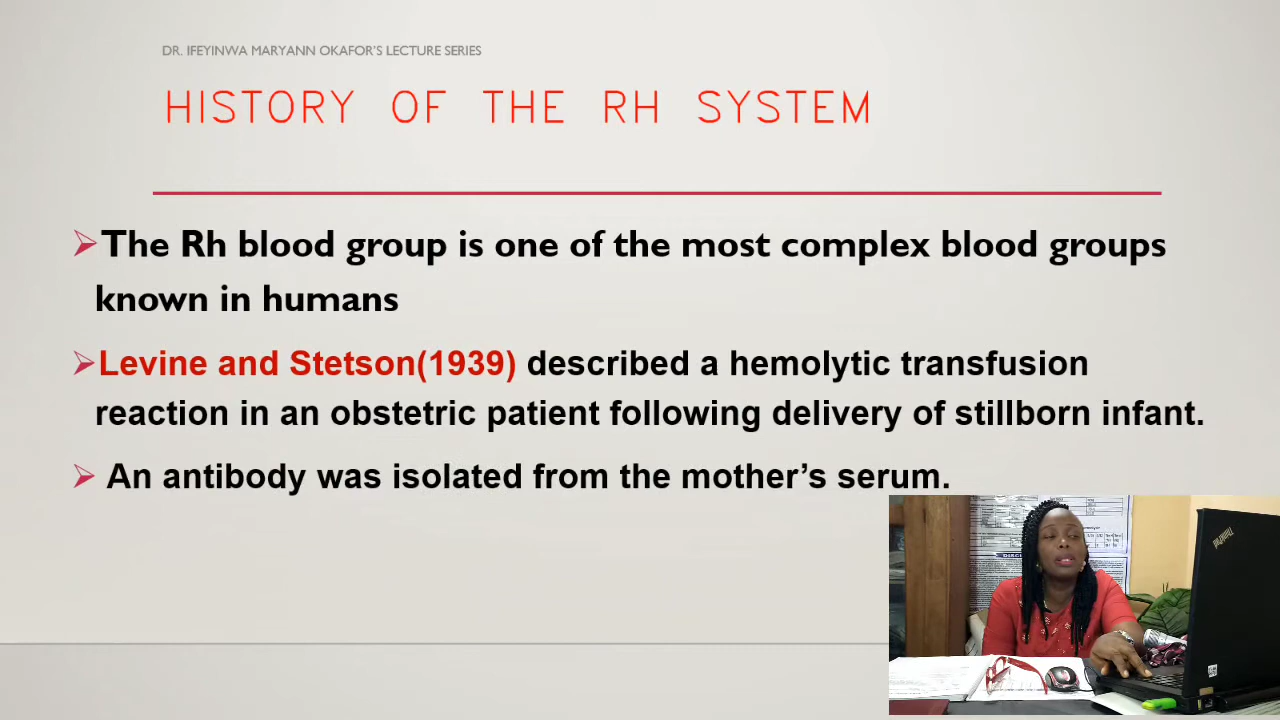 DR. IFEYINWA MARYANN OKAFOR'S LECTURE SERIES
HISTORY OF THE RH SYSTEM
➢The Rh blood group is one of the most complex blood groups
known in humans
➢Levine and Stetson(1939) described a hemolytic transfusion
reaction in an obstetric patient following delivery of stillborn infant.
➢ An antibody was isolated from the mother’s serum.
ThinkPad